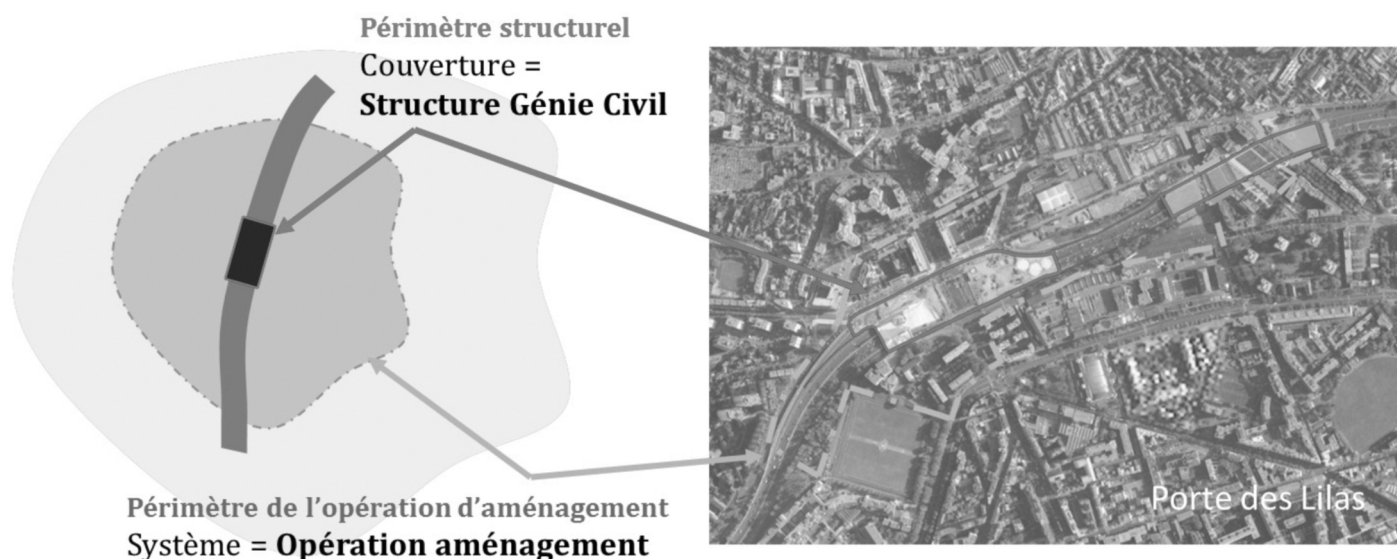 Périmètre structurel
Couverture =
Structure Génie Civil
Porte des Lilas
Périmètre de l'opération d'aménagement
Système = Opération aménagement